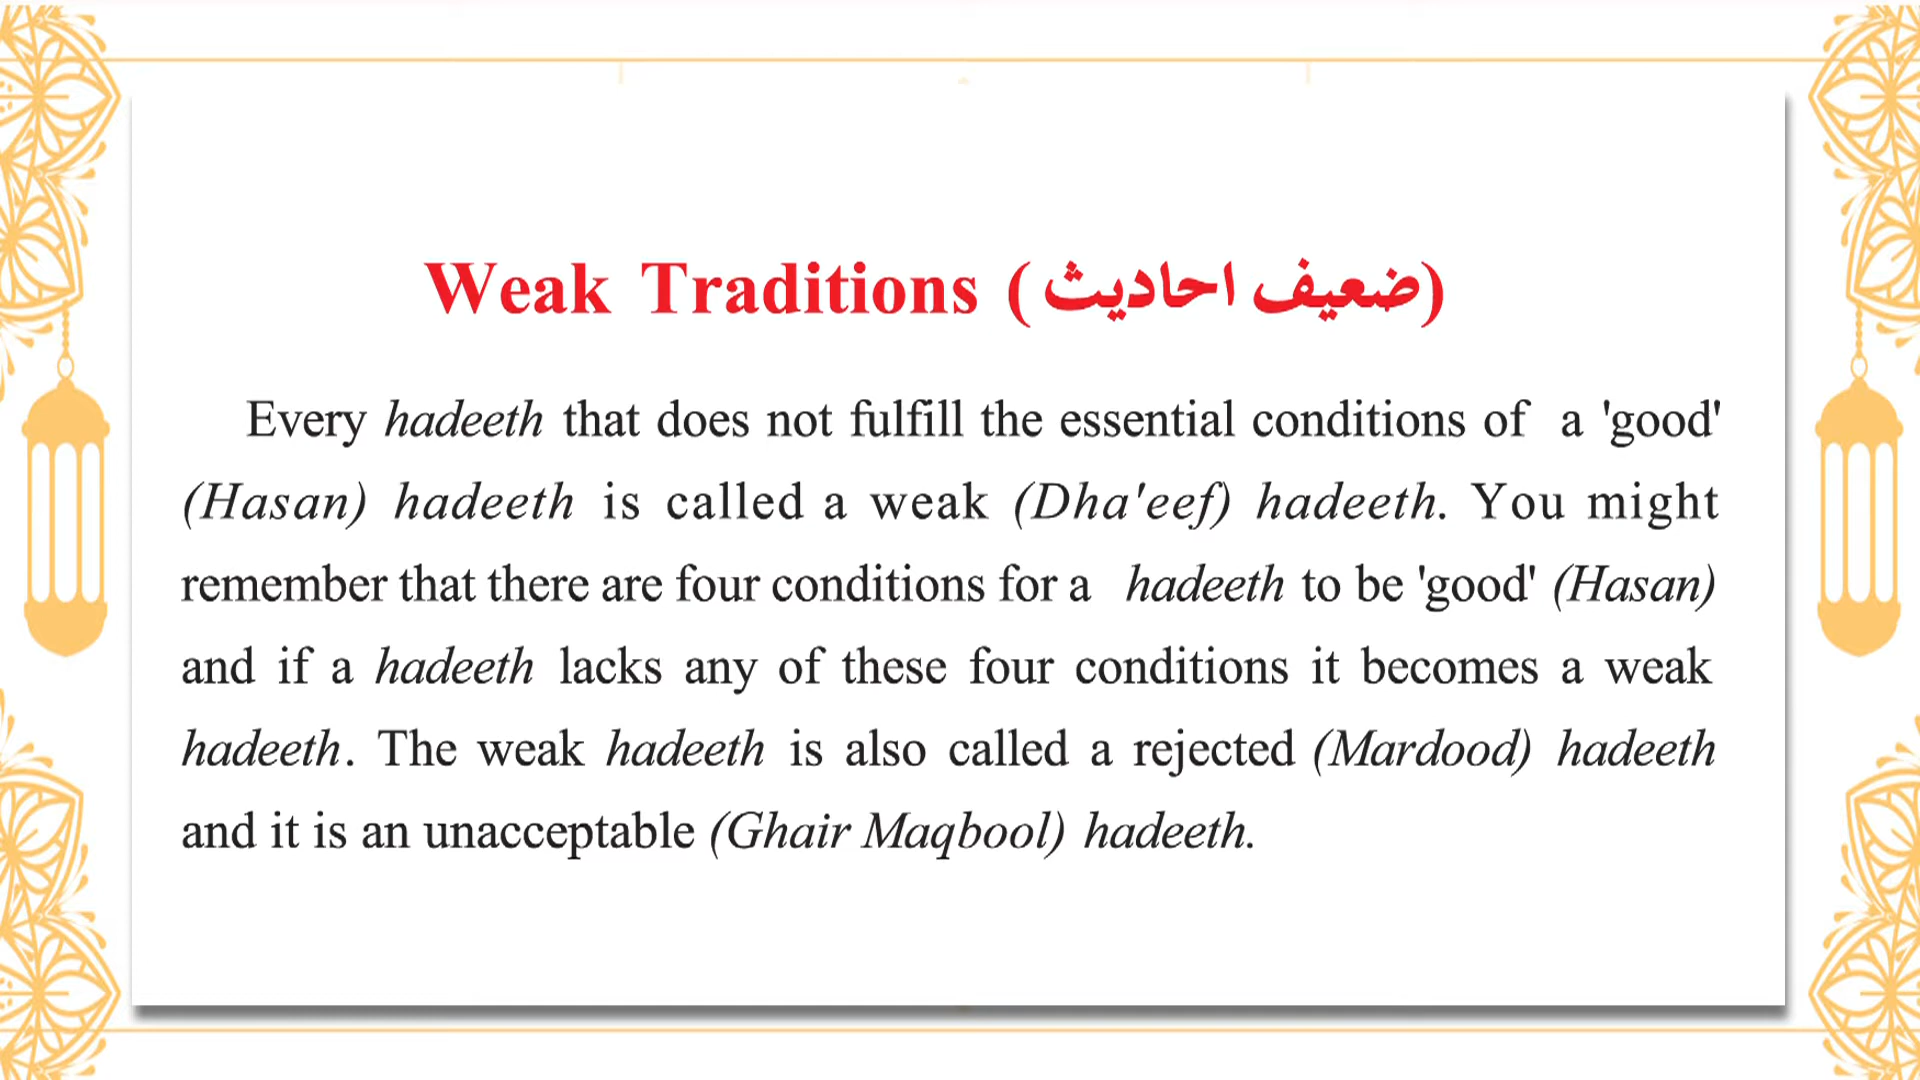 Weak Traditions (ضعیف احادیث)
Every hadeeth that does not fulfill the essential conditions of a 'good'
(Hasan) hadeeth is called a weak (Dha'eef) hadeeth. You might
remember that there are four conditions for a hadeeth to be 'good' (Hasan)
and if a hadeeth lacks any of these four conditions it becomes a weak
hadeeth. The weak hadeeth is also called a rejected (Mardood) hadeeth
and it is an unacceptable (Ghair Maqbool) hadeeth.